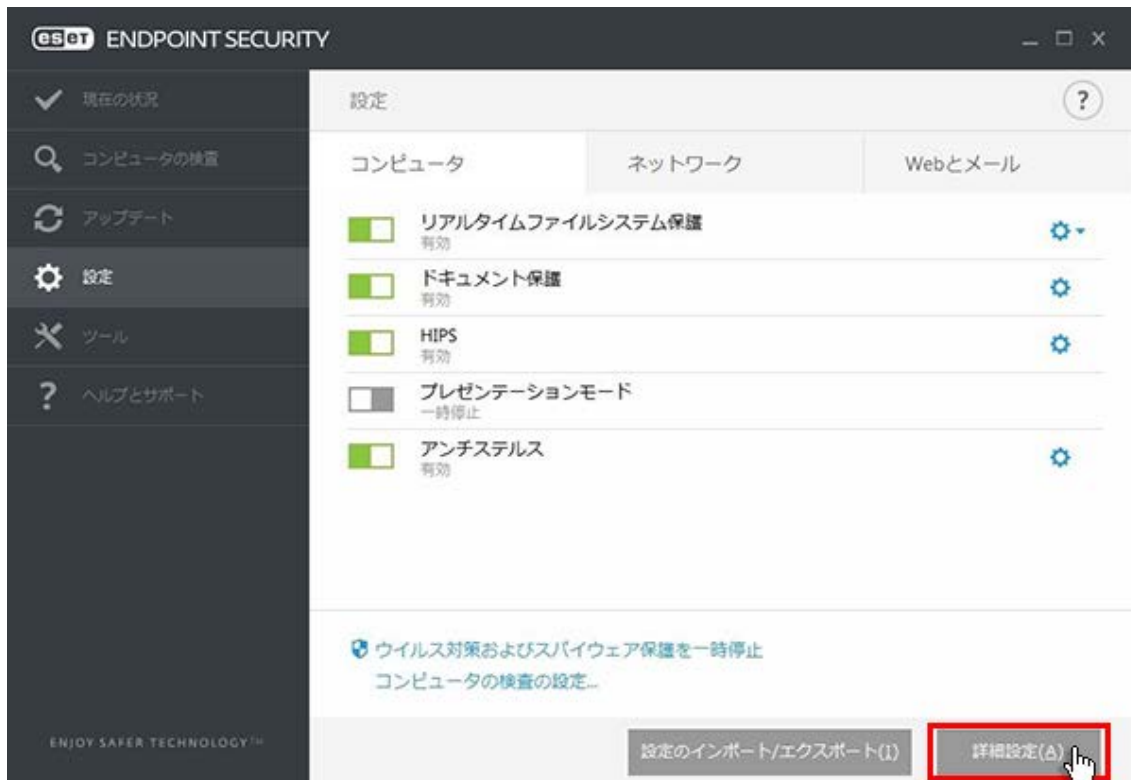 eset ENDPOINT SECURITY
現在の状況
コンピュータの検査
アップデート
設定
ツール
ヘルプとサポート
ENJOY SAFER TECHNOLOGY™
設定
?
コンピュータ ネットワーク Webとメール
リアルタイムファイルシステム保護
有効
ドキュメント保護
有効
HIPS
有効
プレゼンテーションモード
一時停止
アンチステルス
有効
ウイルス対策およびスパイウェア保護を一時停止
コンピュータの検査の設定...
設定のインポート/エクスポート(I) 詳細設定(A)